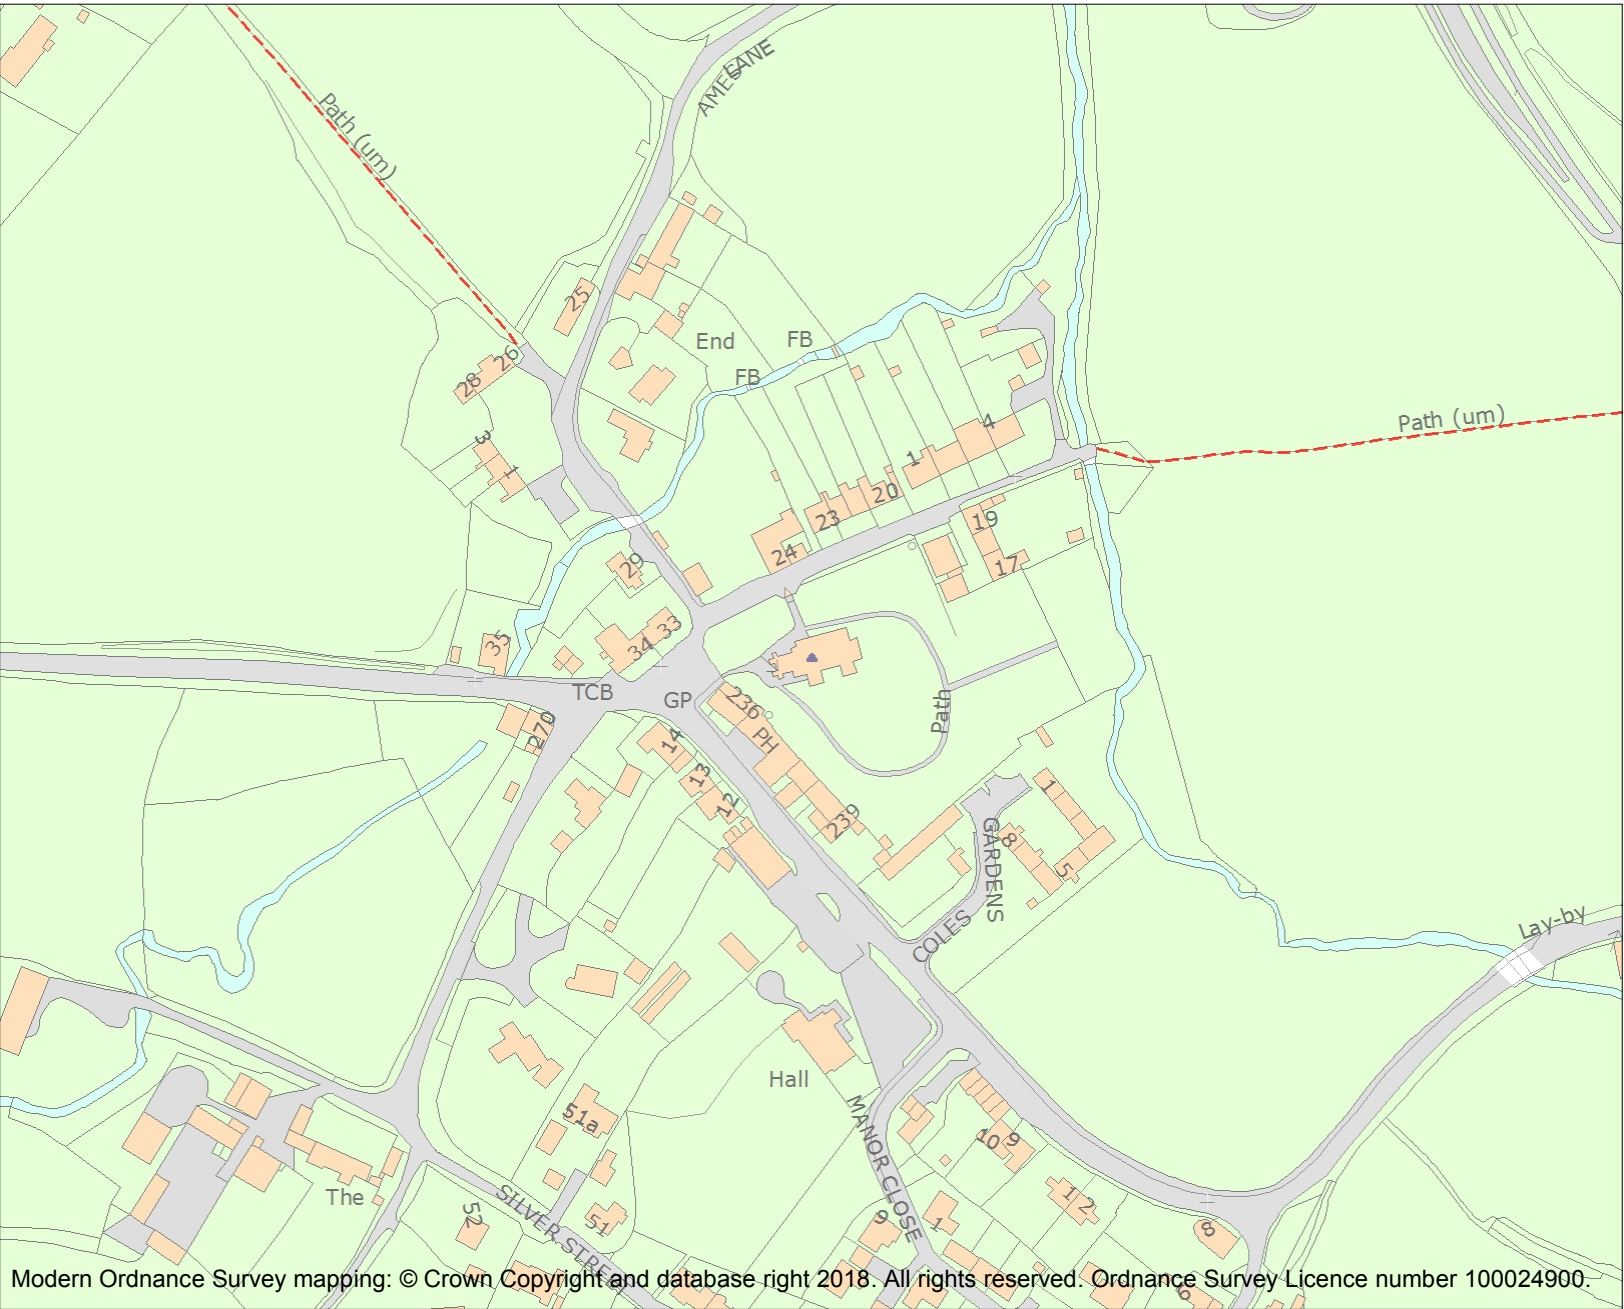 AMES LANE
Path (um)
25
End
FB
FB
26
28
Path (um)
4
3
1
1
20
23
19
24
17
29
33
34
35
TCB
GP
236
Path
270
14
PH
13
1
12
239
GARDENS
8
5
COLES
Lay-by
Hall
51a
MANOR CLOSE
10
9
The
SILVER STREET
52
51
12
9
1
8
6
Modern Ordnance Survey mapping: © Crown Copyright and database right 2018. All rights reserved. Ordnance Survey Licence number 100024900.